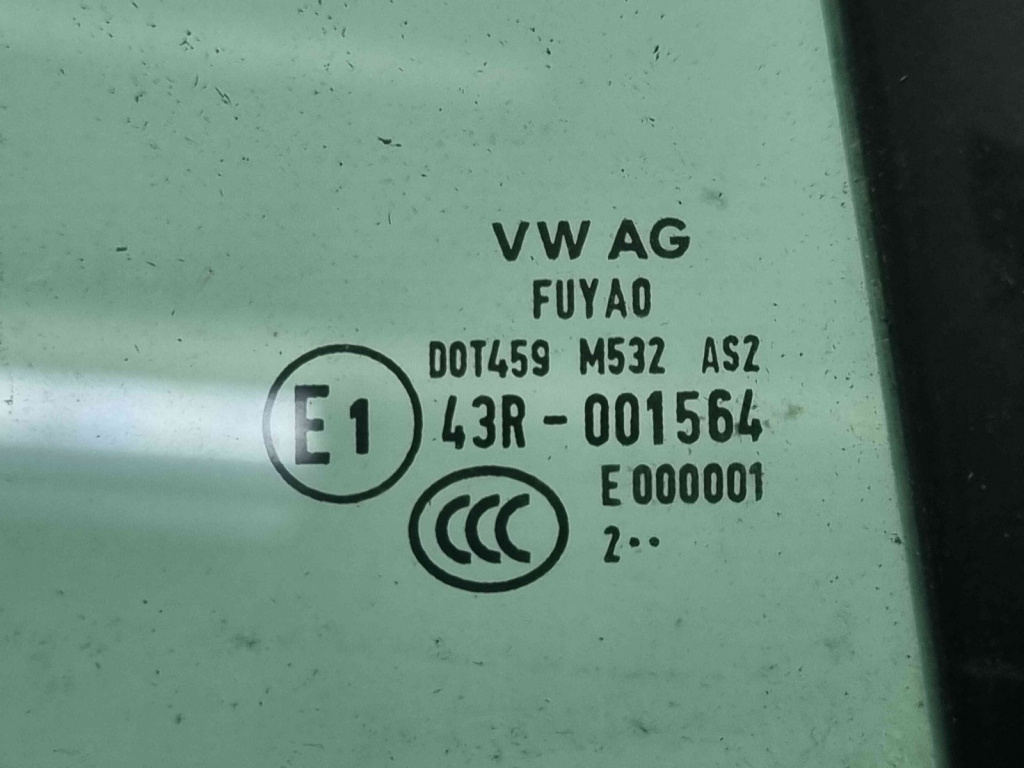 VW AG
FUYAO
DOT459 M532 AS2
E1 43R-001564
CCC E000001
2··